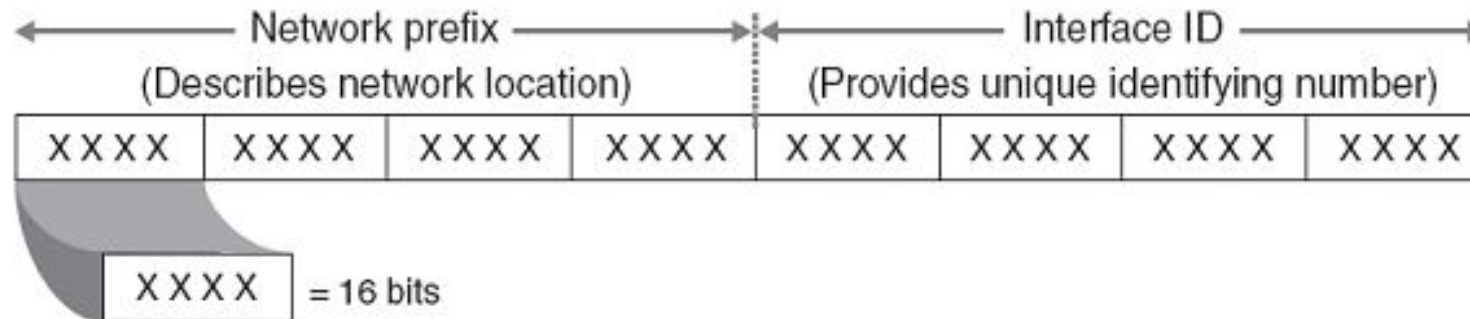 Network prefix Interface ID
(Describes network location) (Provides unique identifying number)
XXXX XXXX XXXX XXXX XXXX XXXX XXXX XXXX
XXXX = 16 bits